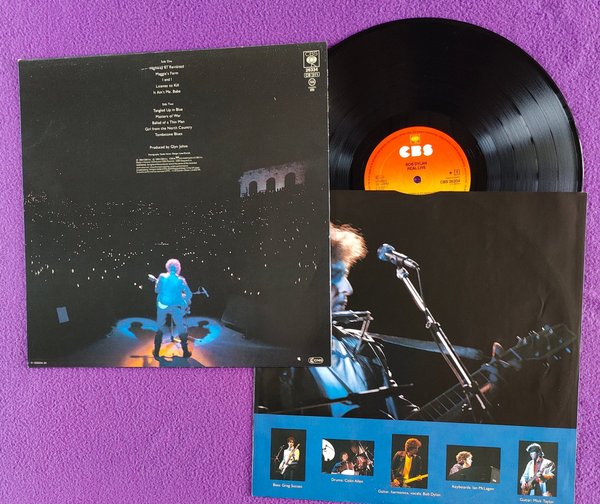 Side One
Highway 61 Revisited
Maggie's Farm
I and I
License to Kill
It Ain't Me, Babe
Side Two
Tangled Up in Blue
Masters of War
Ballad of a Thin Man
Girl from the North Country
Tombstone Blues
Produced by Glyn Johns
CBS
26334
CBS
BOB DYLAN
REAL LIVE
CBS 26334
Bass: Greg Sutton
Drums: Colin Allen
Guitar, harmonica, vocals: Bob Dylan
Keyboards: Ian McLagan
Guitar: Mick Taylor